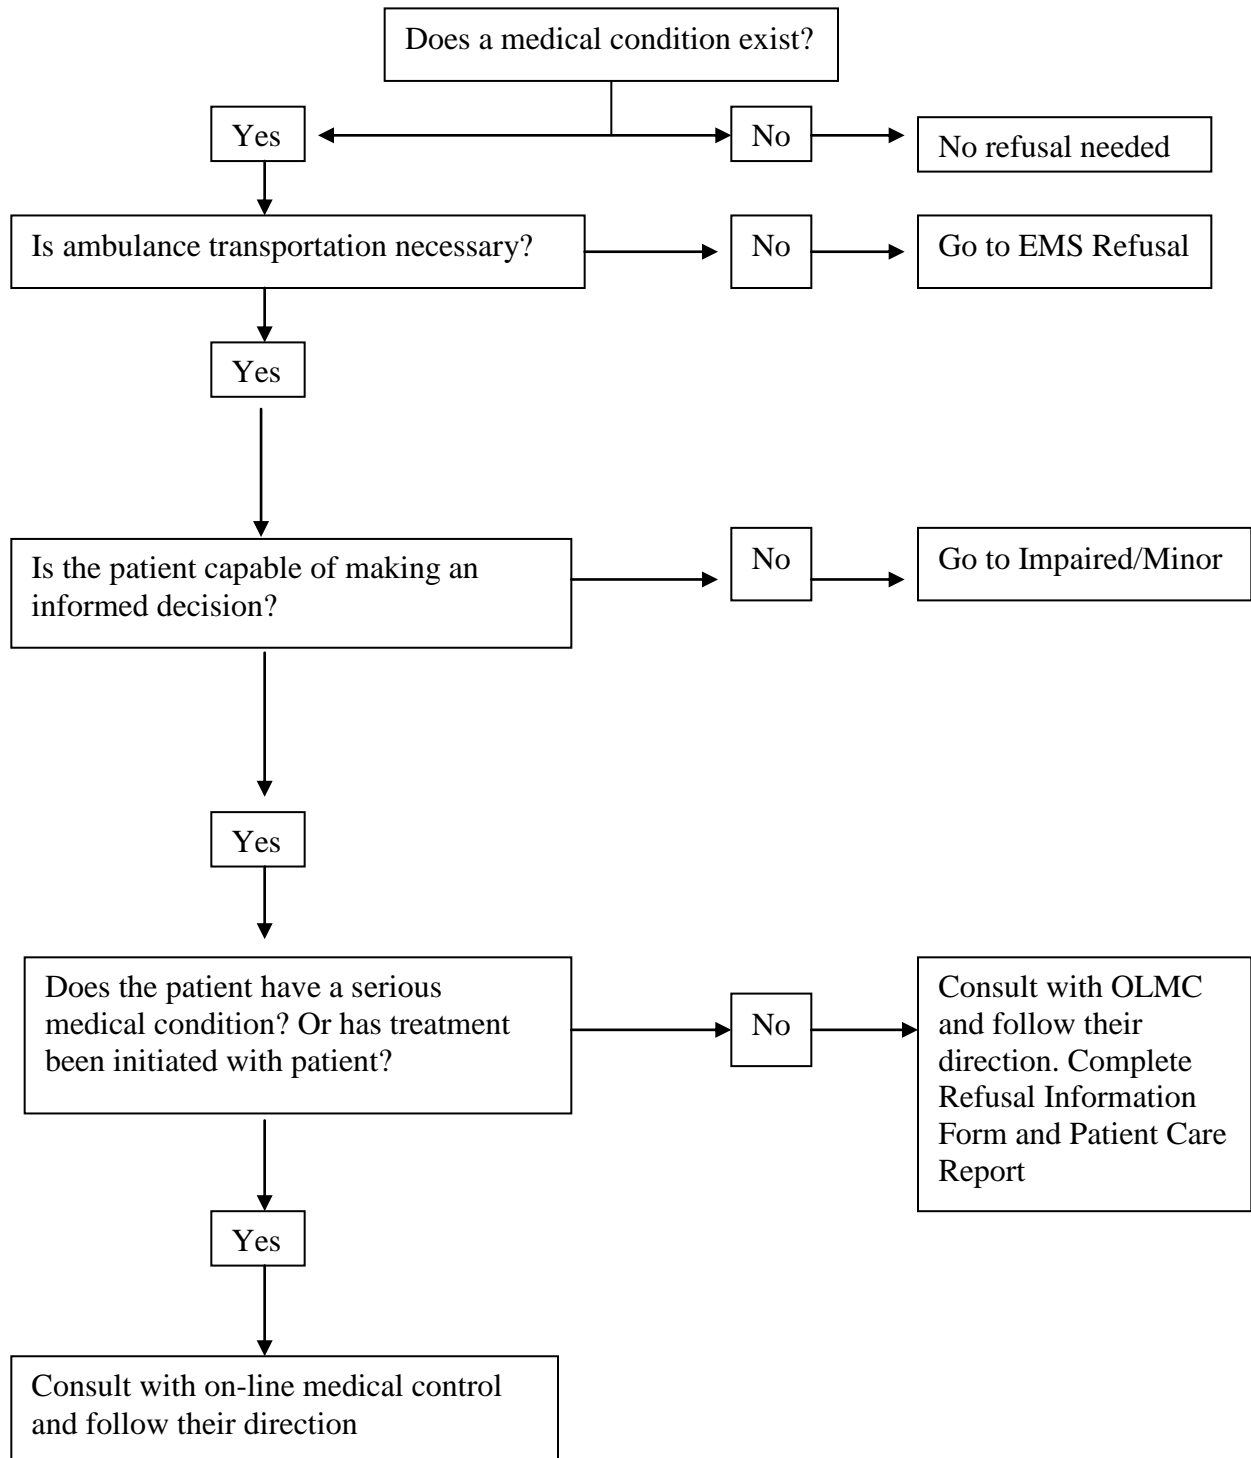 Does a medical condition exist?
Yes
No
No refusal needed
Is ambulance transportation necessary?
No
Go to EMS Refusal
Yes
Is the patient capable of making an
informed decision?
No
Go to Impaired/Minor
Yes
Does the patient have a serious
medical condition? Or has treatment
been initiated with patient?
No
Consult with OLMC
and follow their
direction. Complete
Refusal Information
Form and Patient Care
Report
Yes
Consult with on-line medical control
and follow their direction